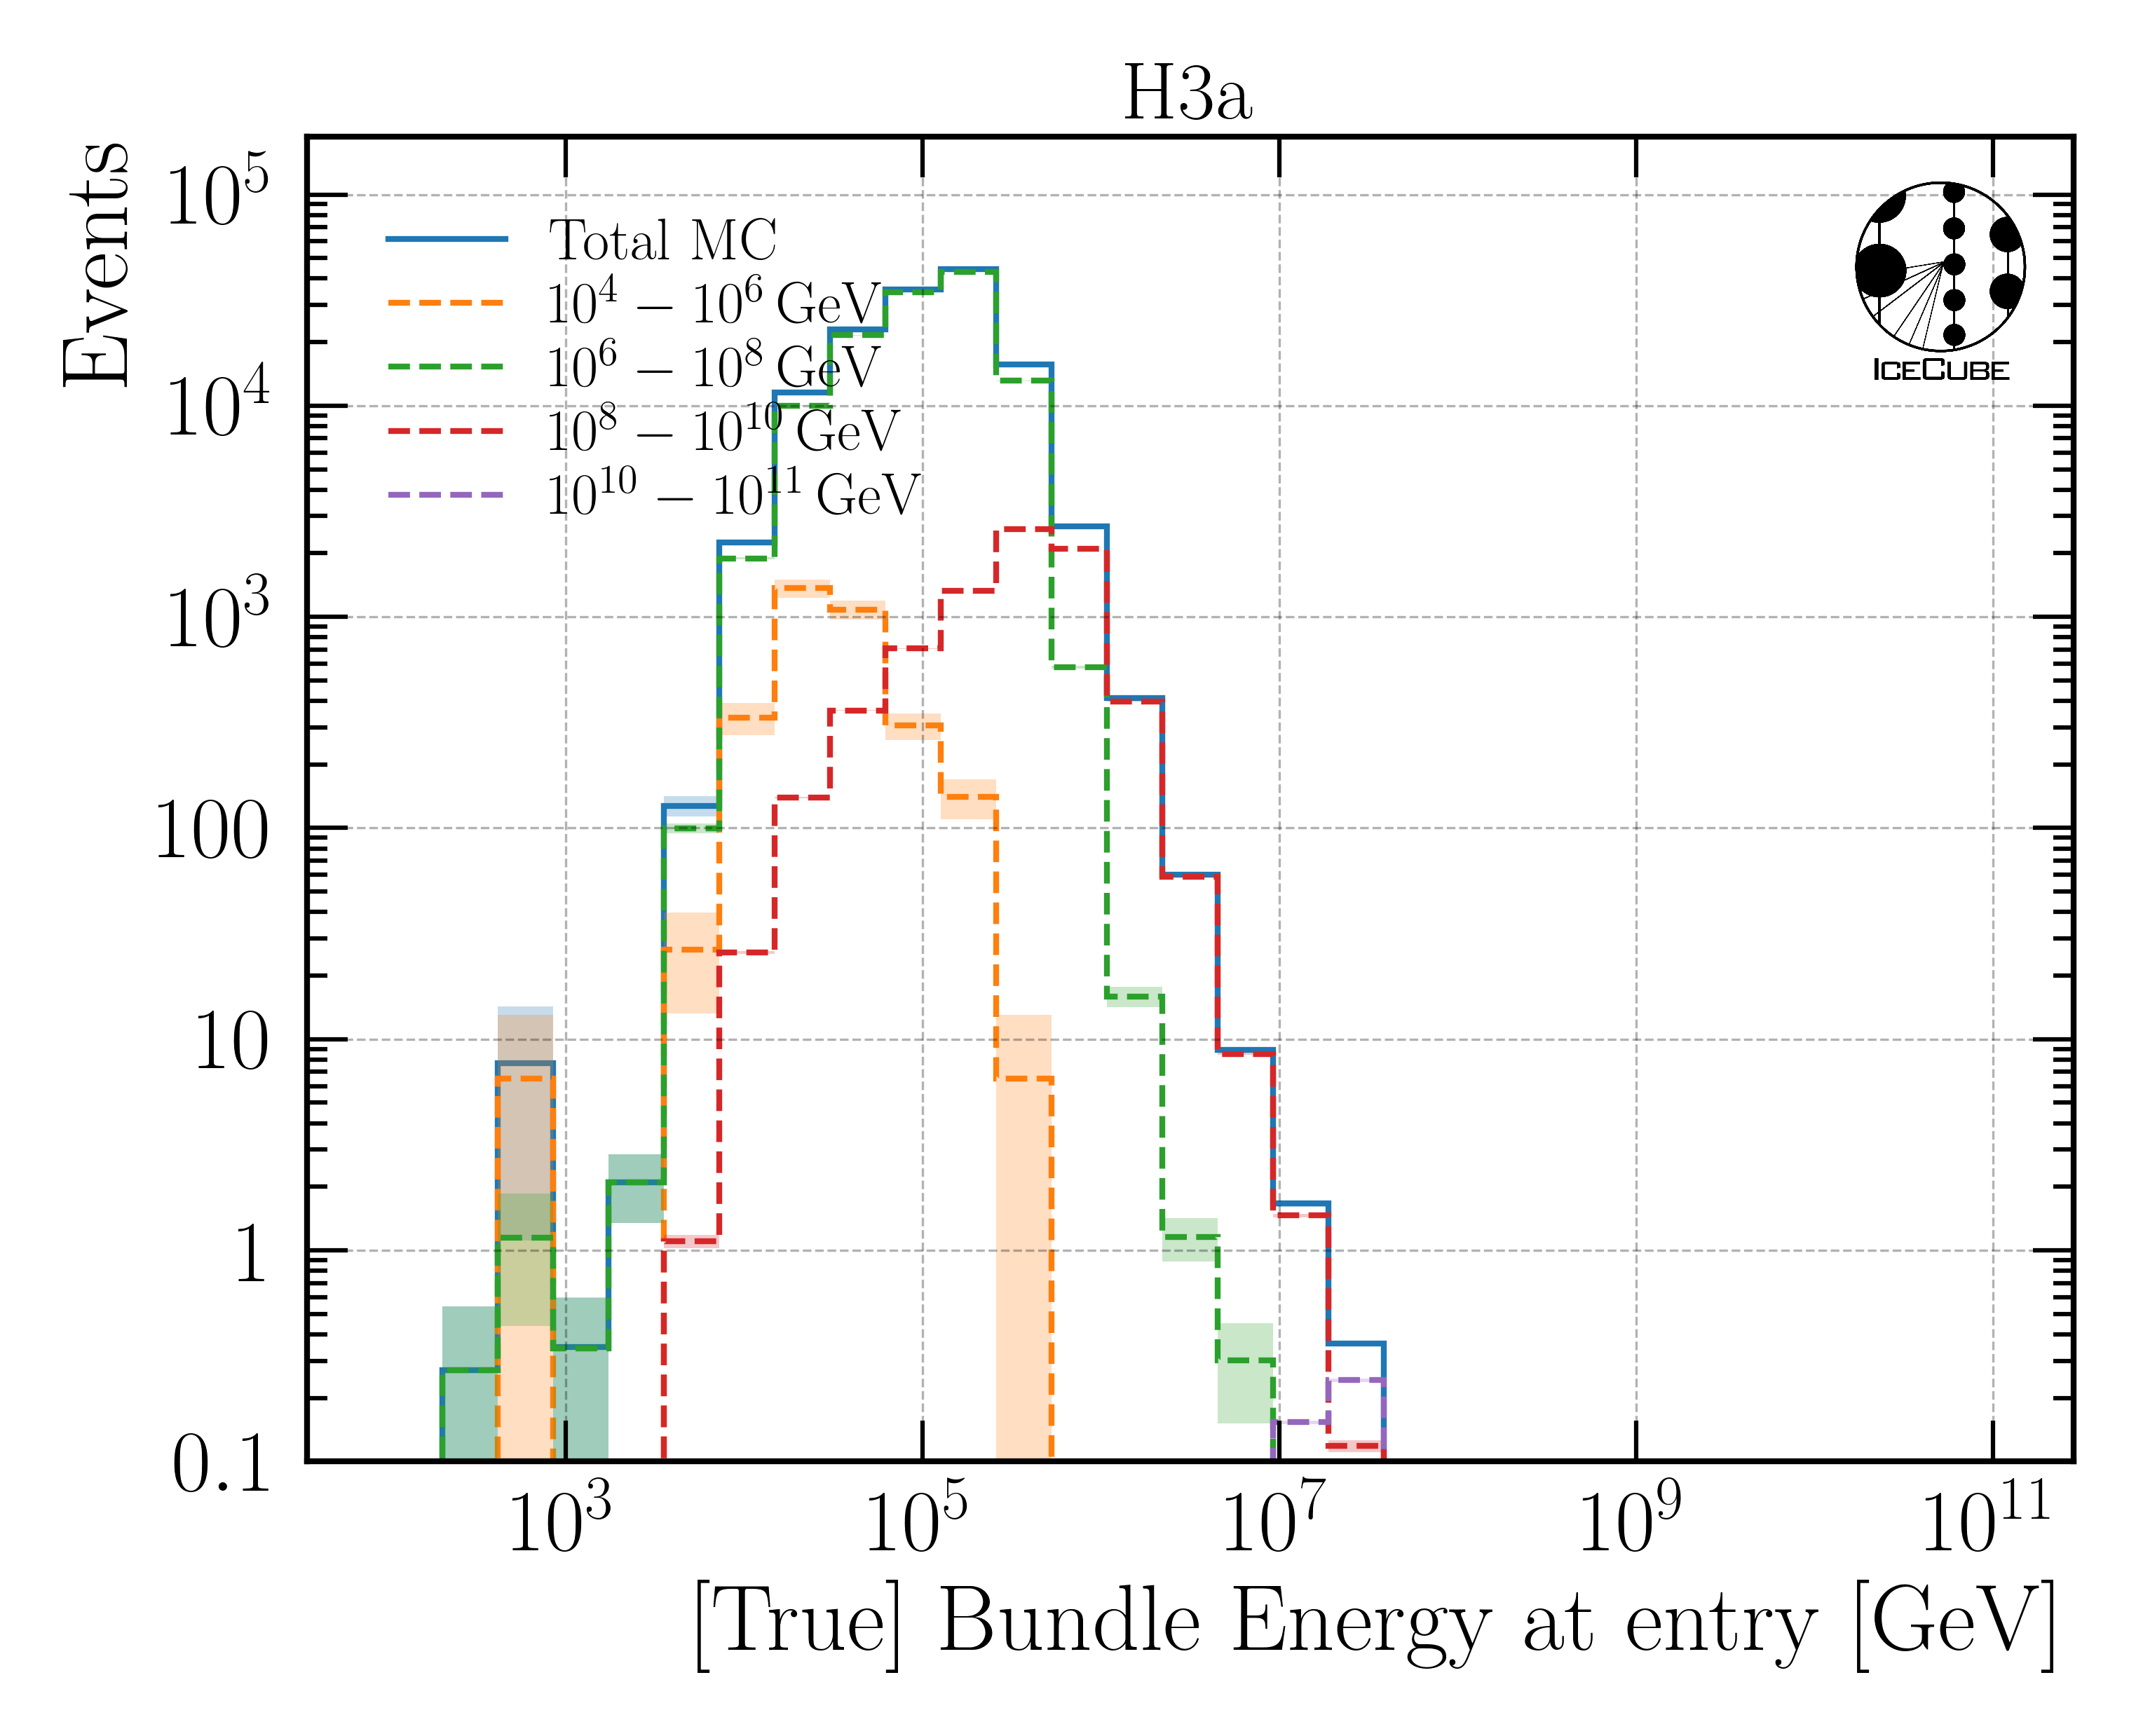 H3a
Events
10⁵
10⁴
10³
100
10
1
0.1
Total MC
10⁴ − 10⁶ GeV
10⁶ − 10⁸ GeV
10⁸ − 10¹⁰ GeV
10¹⁰ − 10¹¹ GeV
ICECUBE
10³ 10⁵ 10⁷ 10⁹ 10¹¹
[True] Bundle Energy at entry [GeV]